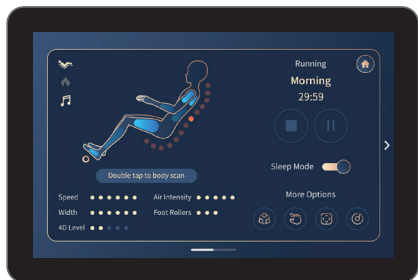 Running
Morning
29:59
Sleep Mode
Double tap to body scan
Speed
Air Intensity
Width
Foot Rollers
4D Level
More Options